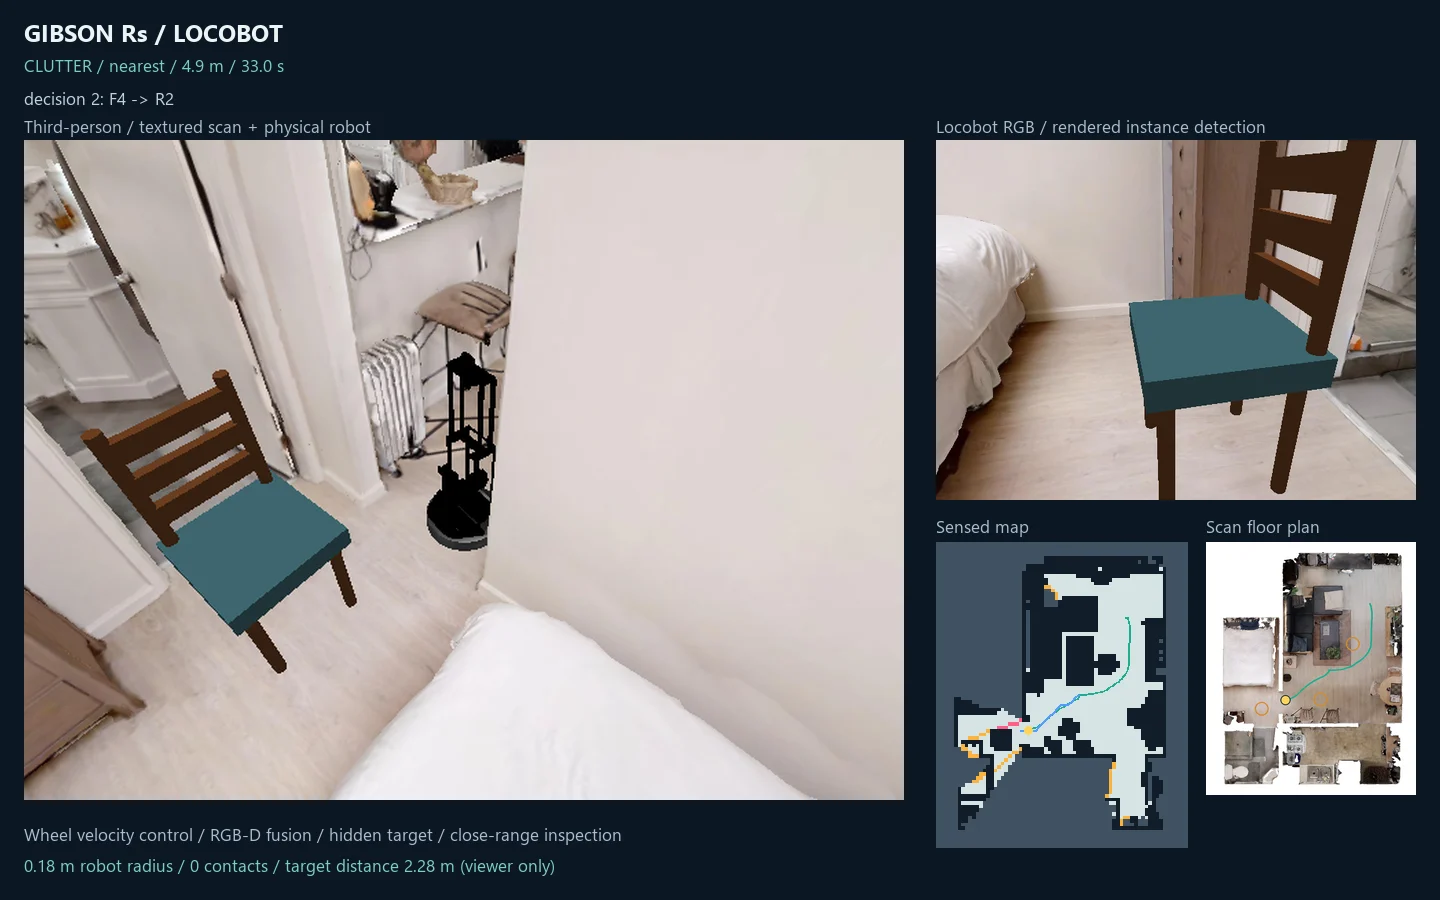 GIBSON Rs / LOCOBOT
CLUTTER / nearest / 4.9 m / 33.0 s
decision 2: F4 -> R2
Third-person / textured scan + physical robot
Locobot RGB / rendered instance detection
Sensed map
Scan floor plan
Wheel velocity control / RGB-D fusion / hidden target / close-range inspection
0.18 m robot radius / 0 contacts / target distance 2.28 m (viewer only)